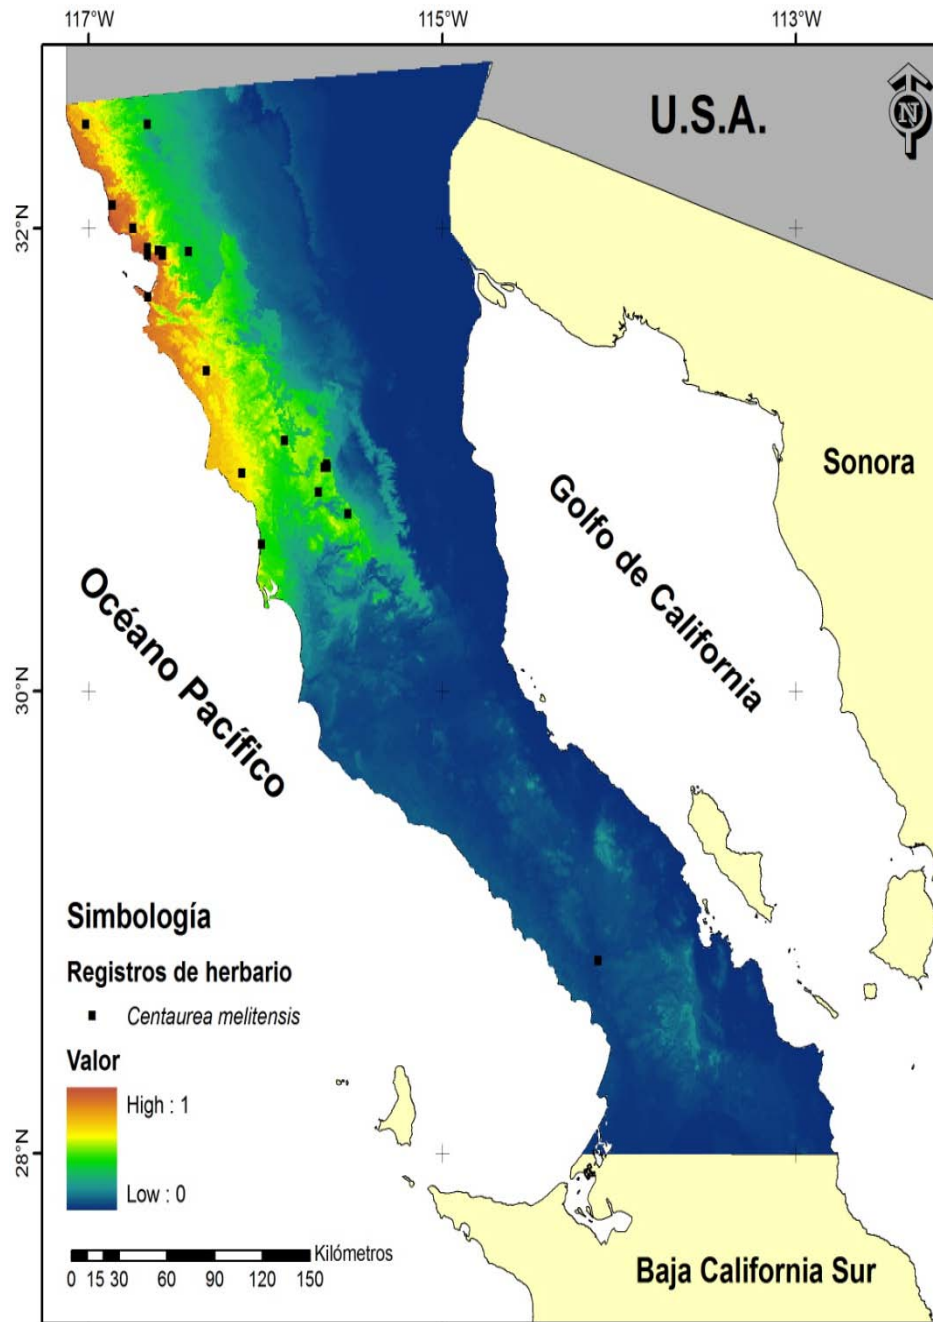 117°W 115°W 113°W
U.S.A.
N
32°N
Sonora
Golfo de California
Océano Pacífico
30°N
Simbología
Registros de herbario
Centaurea melitensis
Valor
High : 1
Low : 0
28°N
Kilómetros
0 15 30 60 90 120 150
Baja California Sur